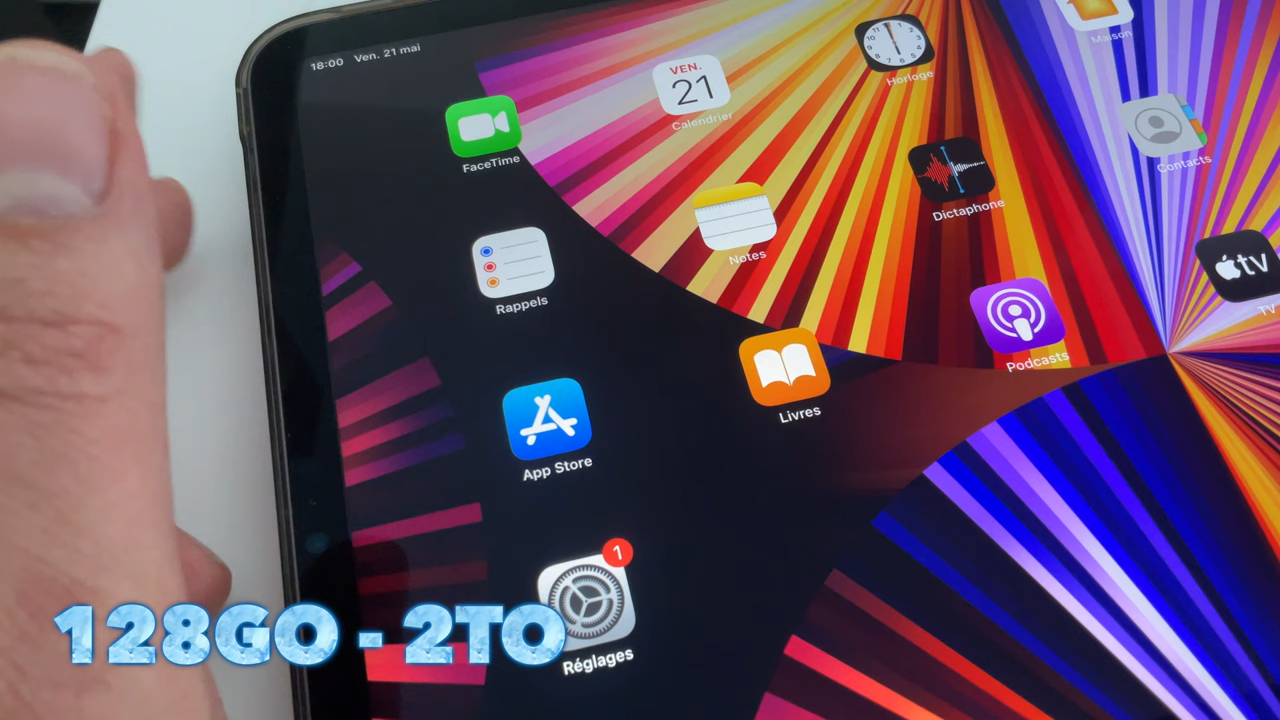 18:00 Ven. 21 mai
FaceTime
VEN.
21
Calendrier
Horloge
Maison
Rappels
Notes
Dictaphone
Contacts
App Store
Livres
Podcasts
tv
TV
1
Réglages
128GO - 2TO